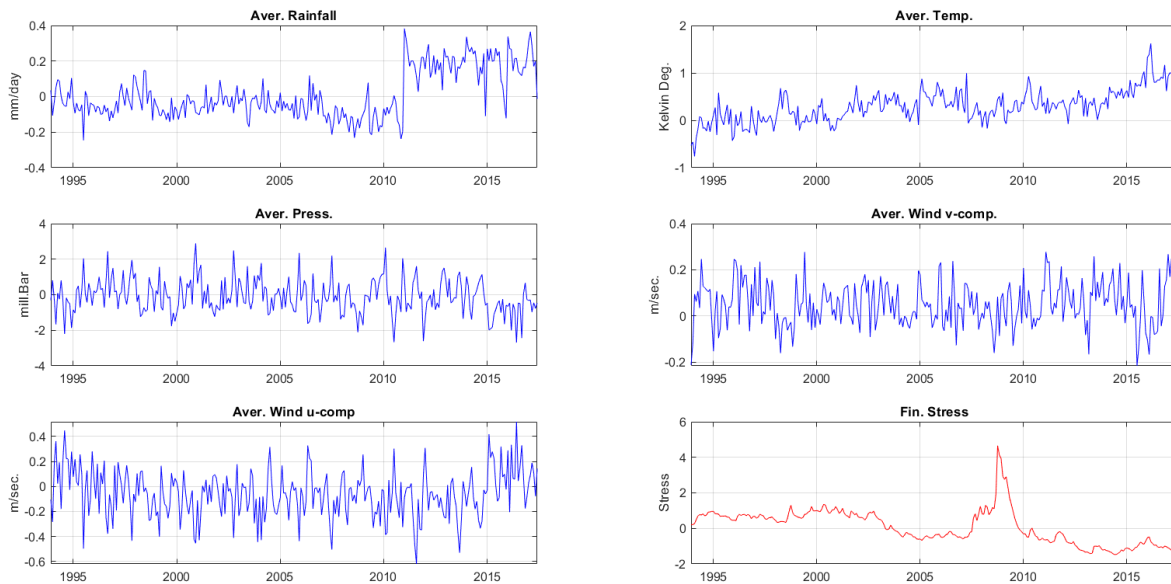 Aver. Rainfall
mm/day
0.4
0.2
0
-0.2
-0.4
1995 2000 2005 2010 2015
Aver. Temp.
Kelvin Deg.
2
1
0
-1
1995 2000 2005 2010 2015
Aver. Press.
mill.Bar
4
2
0
-2
-4
1995 2000 2005 2010 2015
Aver. Wind v-comp.
m/sec.
0.4
0.2
0
-0.2
1995 2000 2005 2010 2015
Aver. Wind u-comp
m/sec.
0.4
0.2
0
-0.2
-0.4
-0.6
1995 2000 2005 2010 2015
Fin. Stress
Stress
6
4
2
0
-2
1995 2000 2005 2010 2015